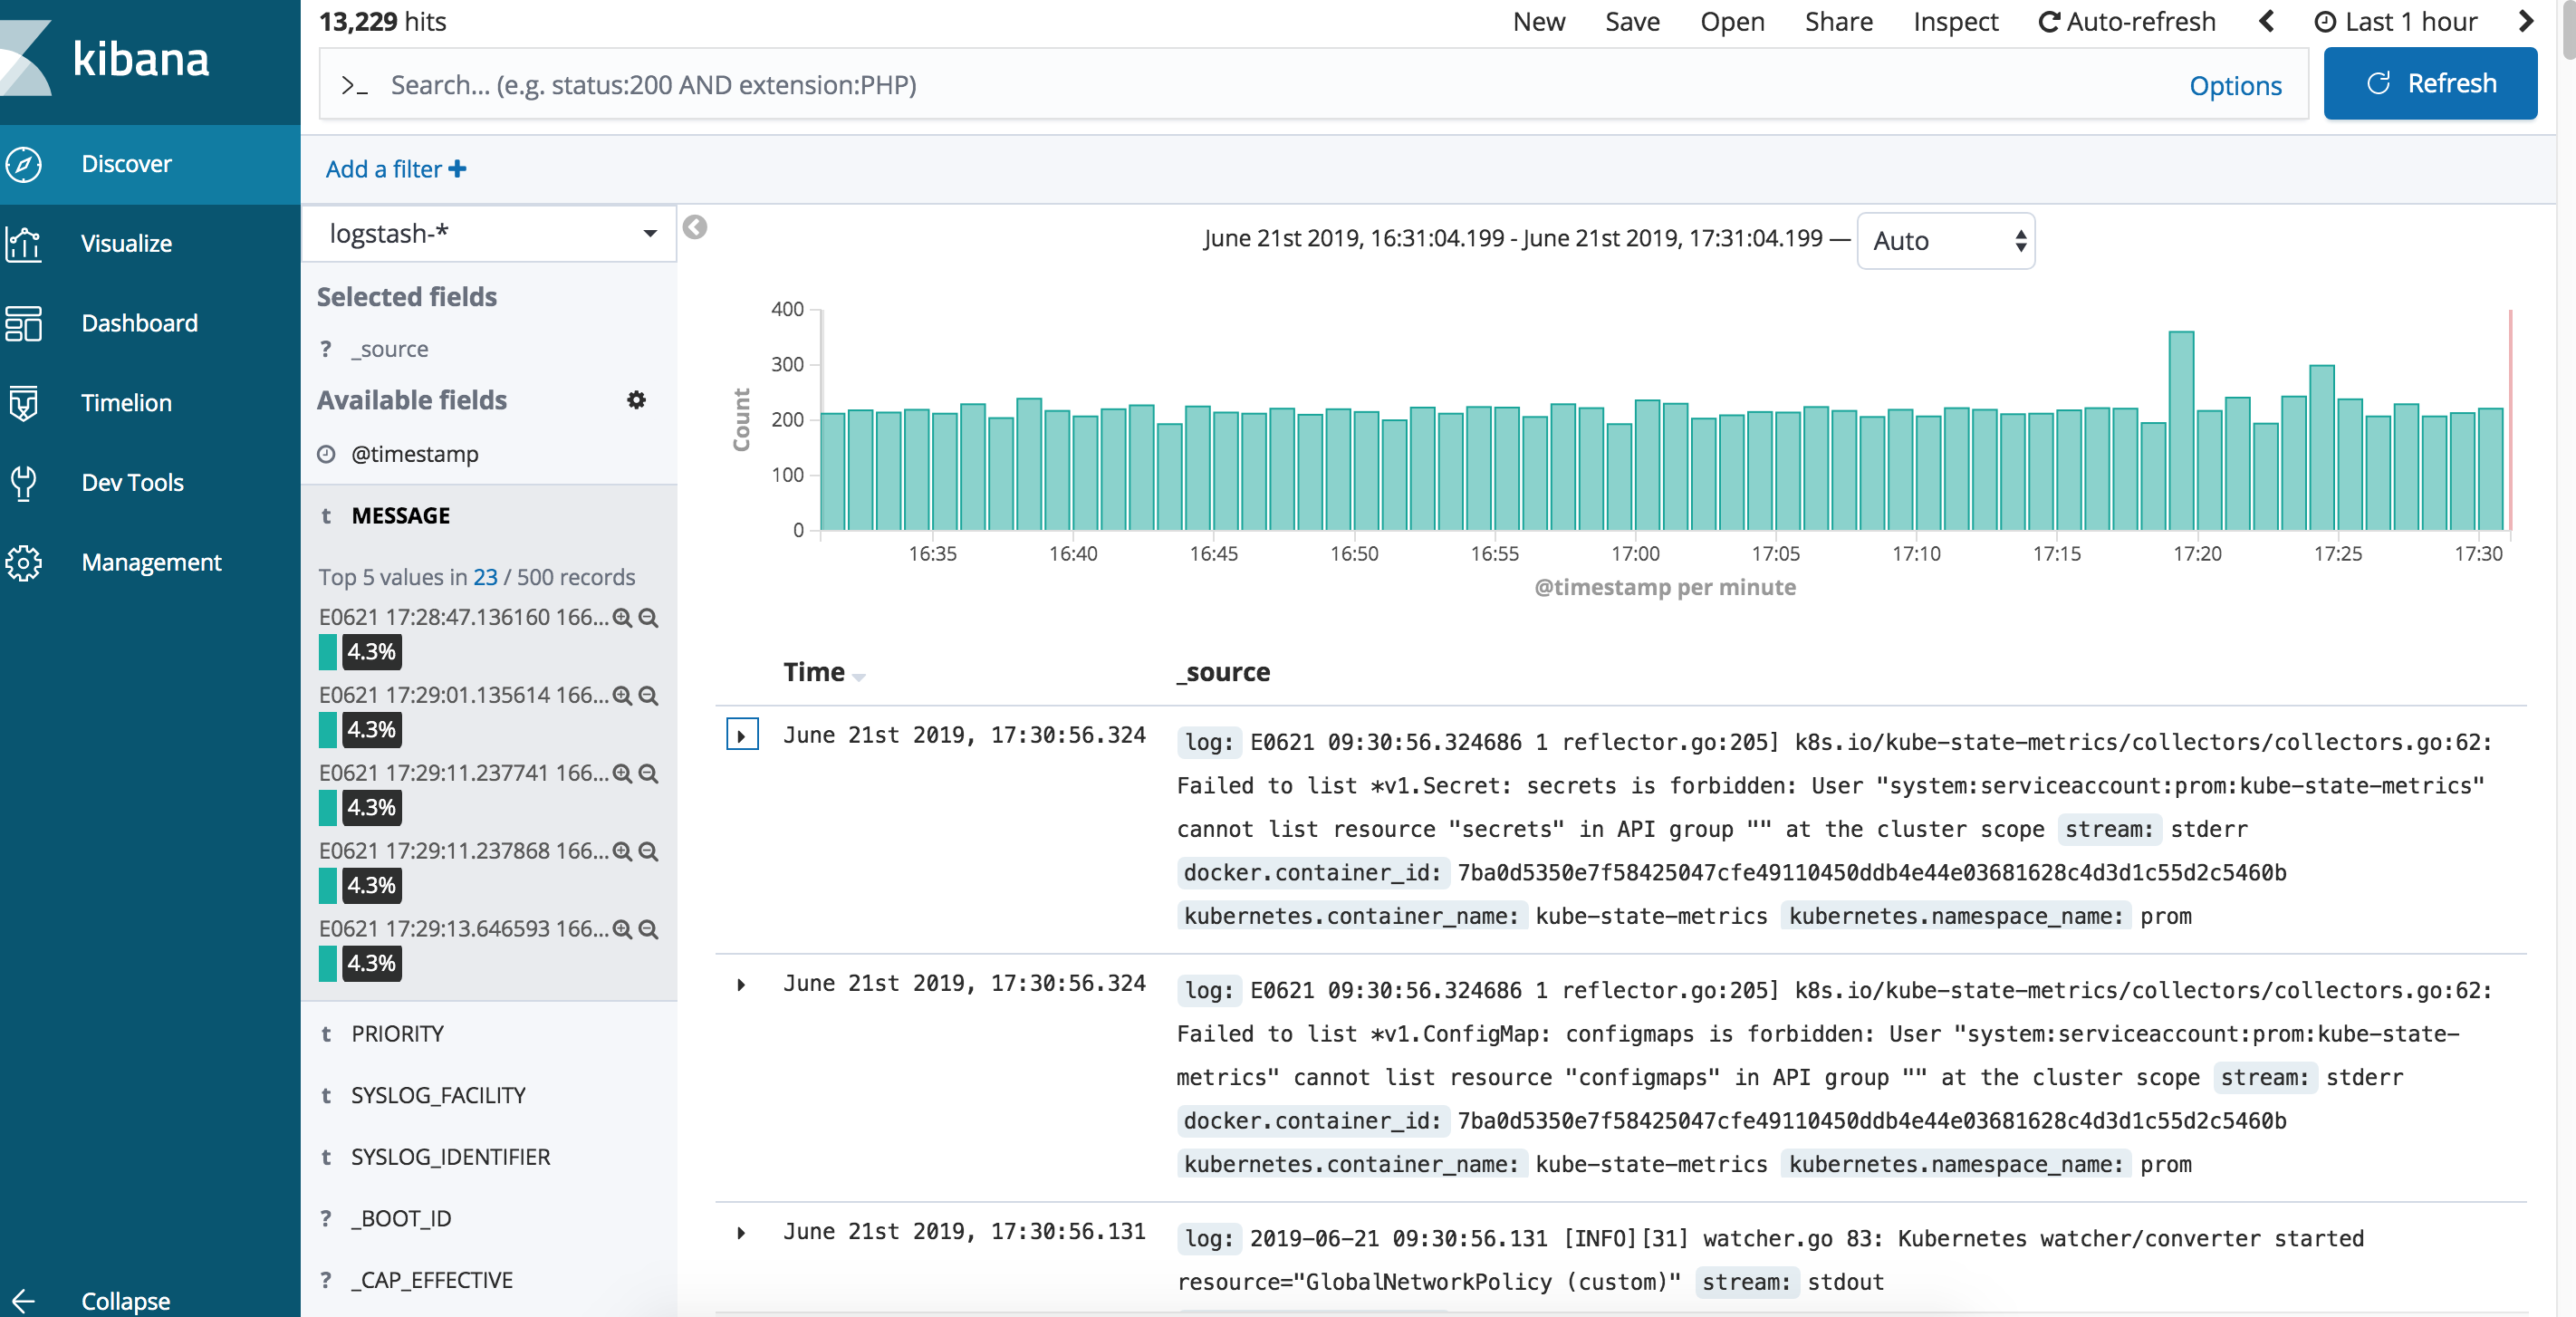 kibana
Discover
Visualize
Dashboard
Timelion
Dev Tools
Management
Collapse
13,229 hits
New Save Open Share Inspect Auto-refresh Last 1 hour
>_ Search... (e.g. status:200 AND extension:PHP) Options Refresh
Add a filter +
logstash-*
Selected fields
? _source
Available fields
@timestamp
t MESSAGE
Top 5 values in 23 / 500 records
E0621 17:28:47.136160 166...
4.3%
E0621 17:29:01.135614 166...
4.3%
E0621 17:29:11.237741 166...
4.3%
E0621 17:29:11.237868 166...
4.3%
E0621 17:29:13.646593 166...
4.3%
t PRIORITY
t SYSLOG_FACILITY
t SYSLOG_IDENTIFIER
? _BOOT_ID
? _CAP_EFFECTIVE
June 21st 2019, 16:31:04.199 - June 21st 2019, 17:31:04.199 — Auto
400
300
200
100
0
Count
16:35 16:40 16:45 16:50 16:55 17:00 17:05 17:10 17:15 17:20 17:25 17:30
@timestamp per minute
Time _source
June 21st 2019, 17:30:56.324 log: E0621 09:30:56.324686 1 reflector.go:205] k8s.io/kube-state-metrics/collectors/collectors.go:62:
Failed to list *v1.Secret: secrets is forbidden: User "system:serviceaccount:prom:kube-state-metrics"
cannot list resource "secrets" in API group "" at the cluster scope stream: stderr
docker.container_id: 7ba0d5350e7f58425047cfe49110450ddb4e44e03681628c4d3d1c55d2c5460b
kubernetes.container_name: kube-state-metrics kubernetes.namespace_name: prom
June 21st 2019, 17:30:56.324 log: E0621 09:30:56.324686 1 reflector.go:205] k8s.io/kube-state-metrics/collectors/collectors.go:62:
Failed to list *v1.ConfigMap: configmaps is forbidden: User "system:serviceaccount:prom:kube-state-
metrics" cannot list resource "configmaps" in API group "" at the cluster scope stream: stderr
docker.container_id: 7ba0d5350e7f58425047cfe49110450ddb4e44e03681628c4d3d1c55d2c5460b
kubernetes.container_name: kube-state-metrics kubernetes.namespace_name: prom
June 21st 2019, 17:30:56.131 log: 2019-06-21 09:30:56.131 [INFO][31] watcher.go 83: Kubernetes watcher/converter started
resource="GlobalNetworkPolicy (custom)" stream: stdout